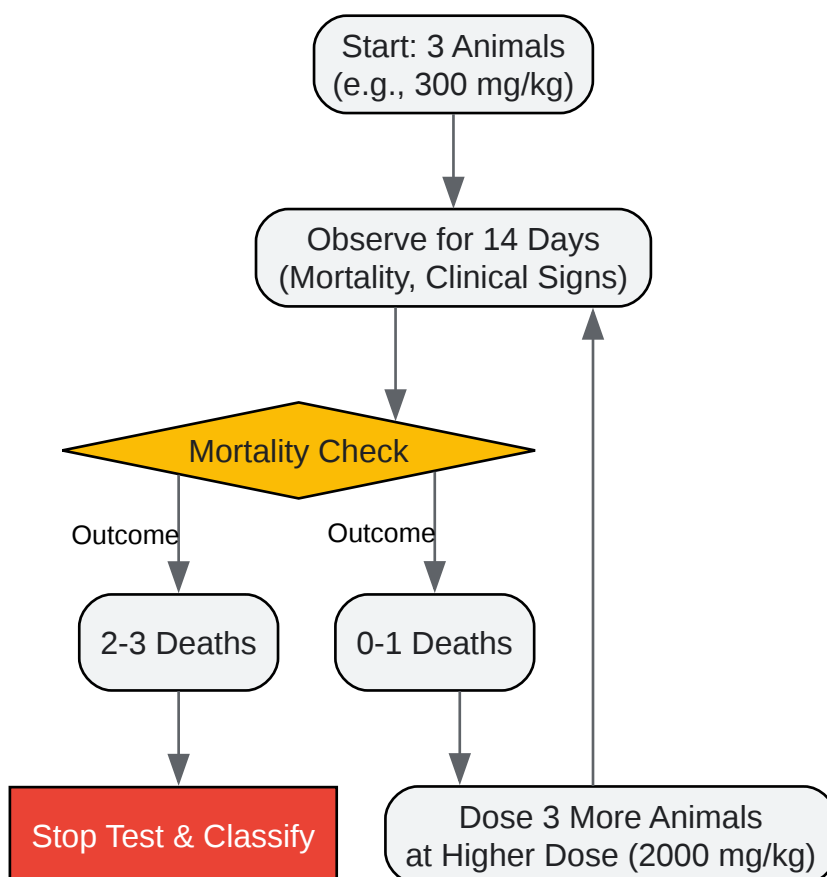 Start: 3 Animals
(e.g., 300 mg/kg)
Observe for 14 Days
(Mortality, Clinical Signs)
Mortality Check
Outcome
Outcome
2-3 Deaths
0-1 Deaths
Stop Test & Classify
Dose 3 More Animals
at Higher Dose (2000 mg/kg)